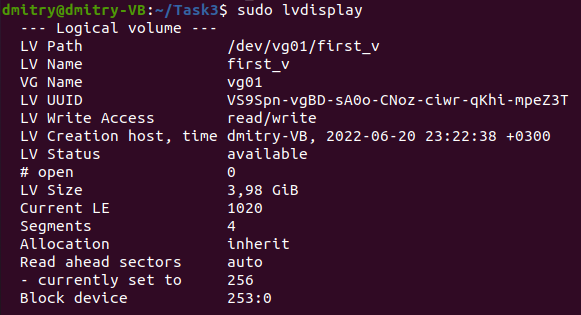 dmitry@dmitry-VB:~/Task3$ sudo lvdisplay
--- Logical volume ---
LV Path                /dev/vg01/first_v
LV Name                first_v
VG Name                vg01
LV UUID                VS9Spn-vgBD-sA0o-CNoz-ciwr-qKhi-mpeZ3T
LV Write Access        read/write
LV Creation host, time dmitry-VB, 2022-06-20 23:22:38 +0300
LV Status              available
# open                 0
LV Size                3,98 GiB
Current LE             1020
Segments               4
Allocation             inherit
Read ahead sectors     auto
- currently set to     256
Block device           253:0